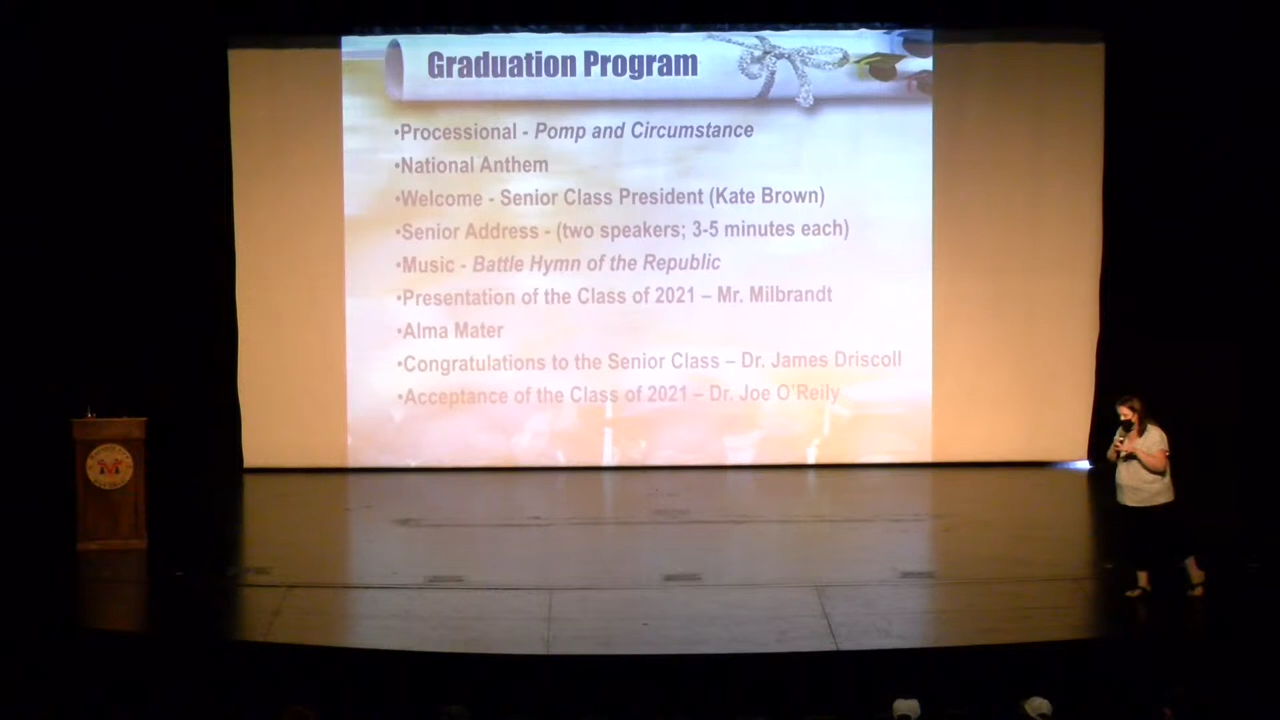 Graduation Program
•Processional - Pomp and Circumstance
•National Anthem
•Welcome - Senior Class President (Kate Brown)
•Senior Address - (two speakers; 3-5 minutes each)
•Music - Battle Hymn of the Republic
•Presentation of the Class of 2021 – Mr. Milbrandt
•Alma Mater
•Congratulations to the Senior Class – Dr. James Driscoll
•Acceptance of the Class of 2021 – Dr. Joe O'Reily
M